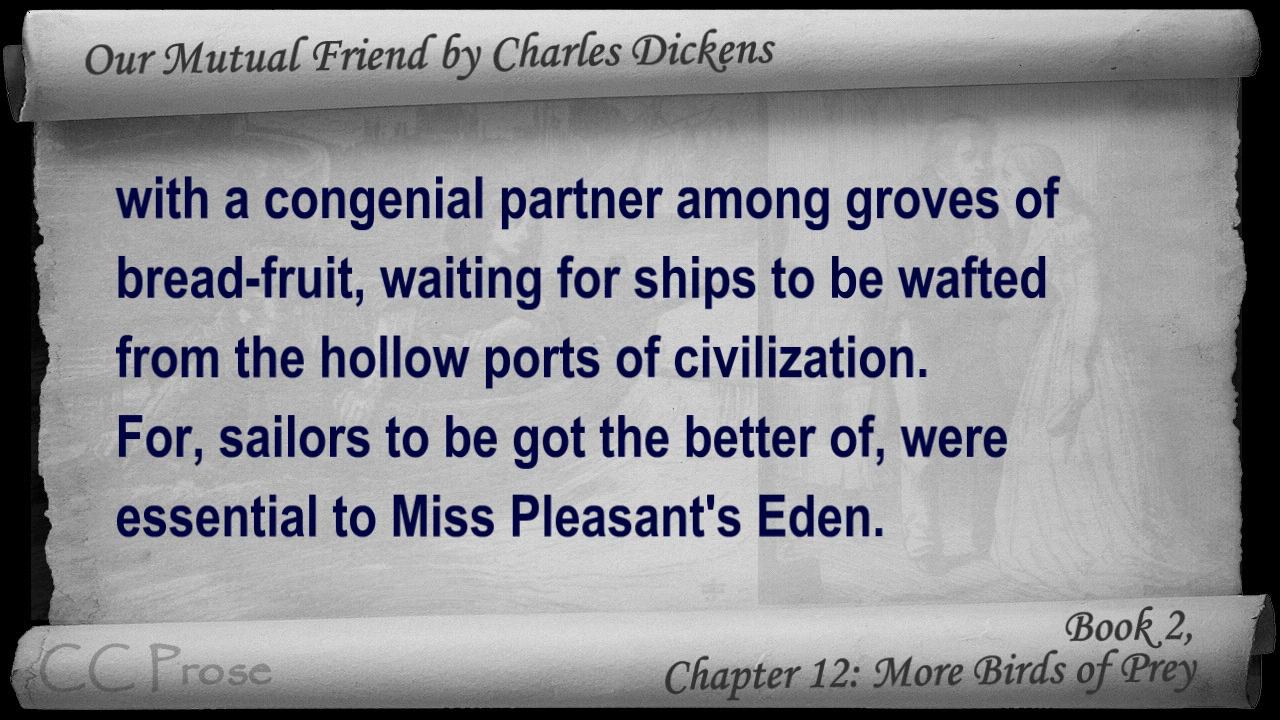 Our Mutual Friend by Charles Dickens
with a congenial partner among groves of
bread-fruit, waiting for ships to be wafted
from the hollow ports of civilization.
For, sailors to be got the better of, were
essential to Miss Pleasant's Eden.
Book 2,
Chapter 12: More Birds of Prey
CC Prose